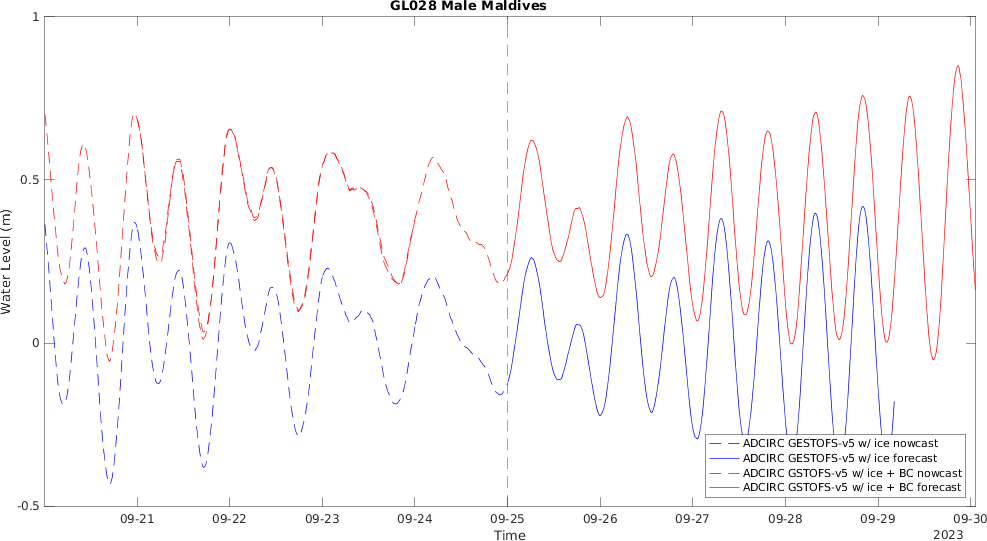 GL028 Male Maldives
1
0.5
0
-0.5
Water Level (m)
09-21 09-22 09-23 09-24 09-25 09-26 09-27 09-28 09-29 09-30
Time
2023
ADCIRC GESTOFS-v5 w/ ice nowcast
ADCIRC GESTOFS-v5 w/ ice forecast
ADCIRC GSTOFS-v5 w/ ice + BC nowcast
ADCIRC GSTOFS-v5 w/ ice + BC forecast